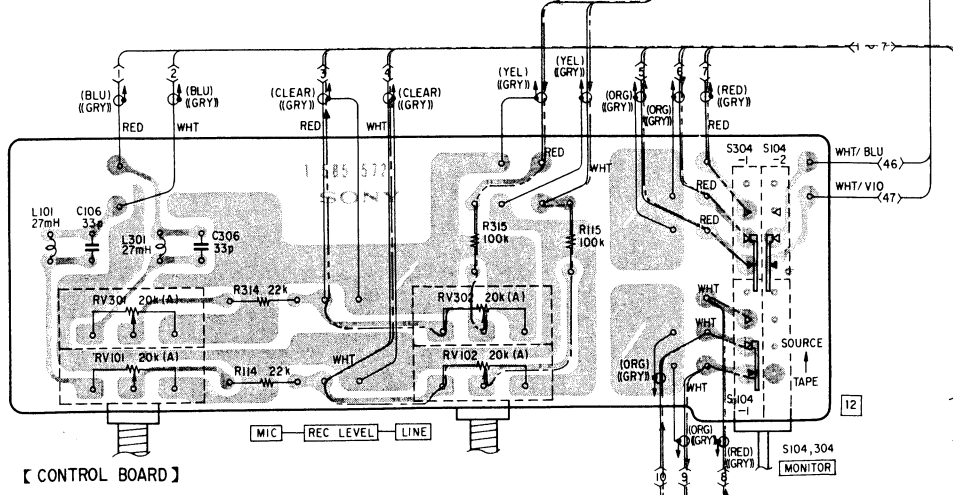 1 ~ 7
1
2
3
4
5
6
7
(BLU)
((GRY))
(BLU)
((GRY))
(CLEAR)
((GRY))
(CLEAR)
((GRY))
(YEL)
((GRY))
(YEL)
((GRY))
(ORG)
((GRY))
(ORG)
((GRY))
(RED)
((GRY))
RED
WHT
RED
WHT
RED
WHT
RED
S304
-1
S104
-2
WHT/BLU
46
WHT/VIO
47
1 585 572
SONY
RED
RED
L101
27mH
C106
33p
L301
27mH
C306
33p
R315
100k
R115
100k
RV301 20k(A)
R314 22k
RV302 20k(A)
WHT
WHT
RV101 20k(A)
R114 22k
WHT
RV102 20k(A)
(ORG)
((GRY))
WHT
SOURCE
TAPE
S104
-1
12
MIC REC LEVEL LINE
(ORG)
((GRY))
(RED)
((GRY))
S104,304
MONITOR
【 CONTROL BOARD 】
10
9
8